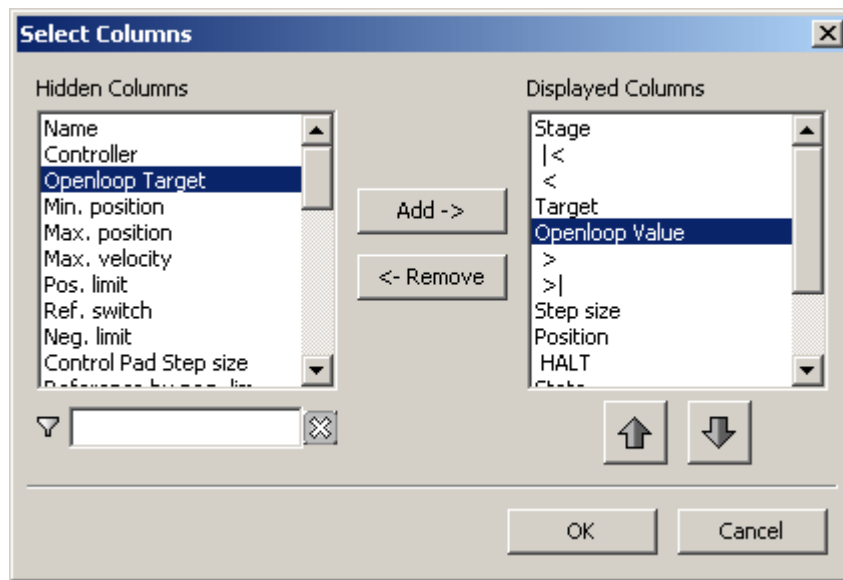 Select Columns
Hidden Columns
Name
Controller
Openloop Target
Min. position
Max. position
Max. velocity
Pos. limit
Ref. switch
Neg. limit
Control Pad Step size
Add ->
<- Remove
Displayed Columns
Stage
|<
<
Target
Openloop Value
>
>|
Step size
Position
HALT
OK
Cancel